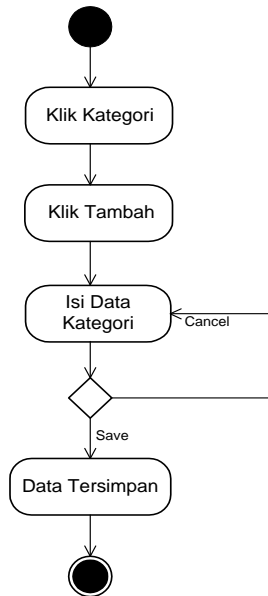 Klik Kategori
Klik Tambah
Isi Data
Kategori
Cancel
Save
Data Tersimpan